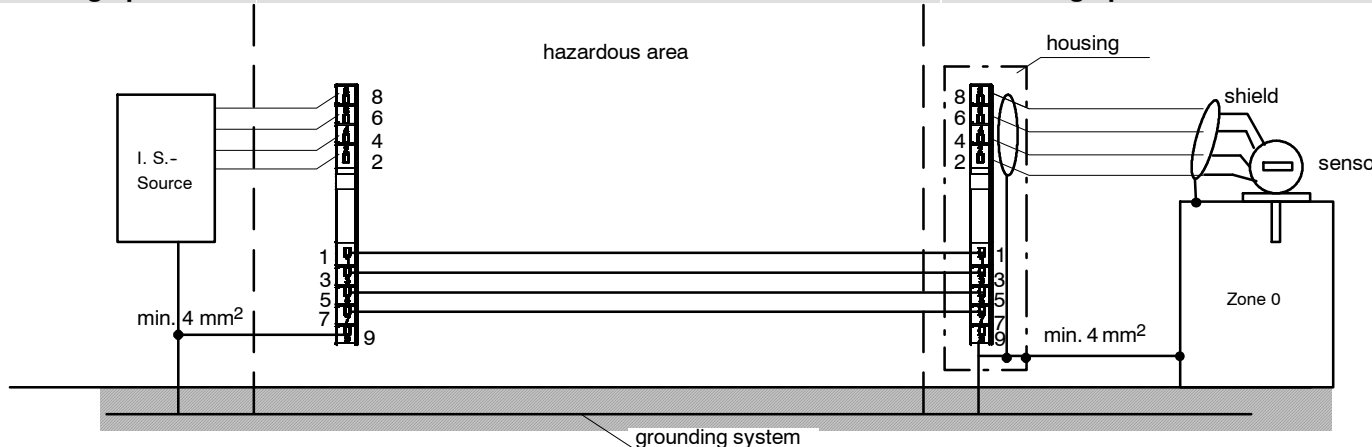 hazardous area
housing
8
6
4
2
8
6
4
2
shield
I. S.-
Source
senso
1
3
5
7
9
1
3
5
7
9
min. 4 mm²
min. 4 mm²
Zone 0
grounding system